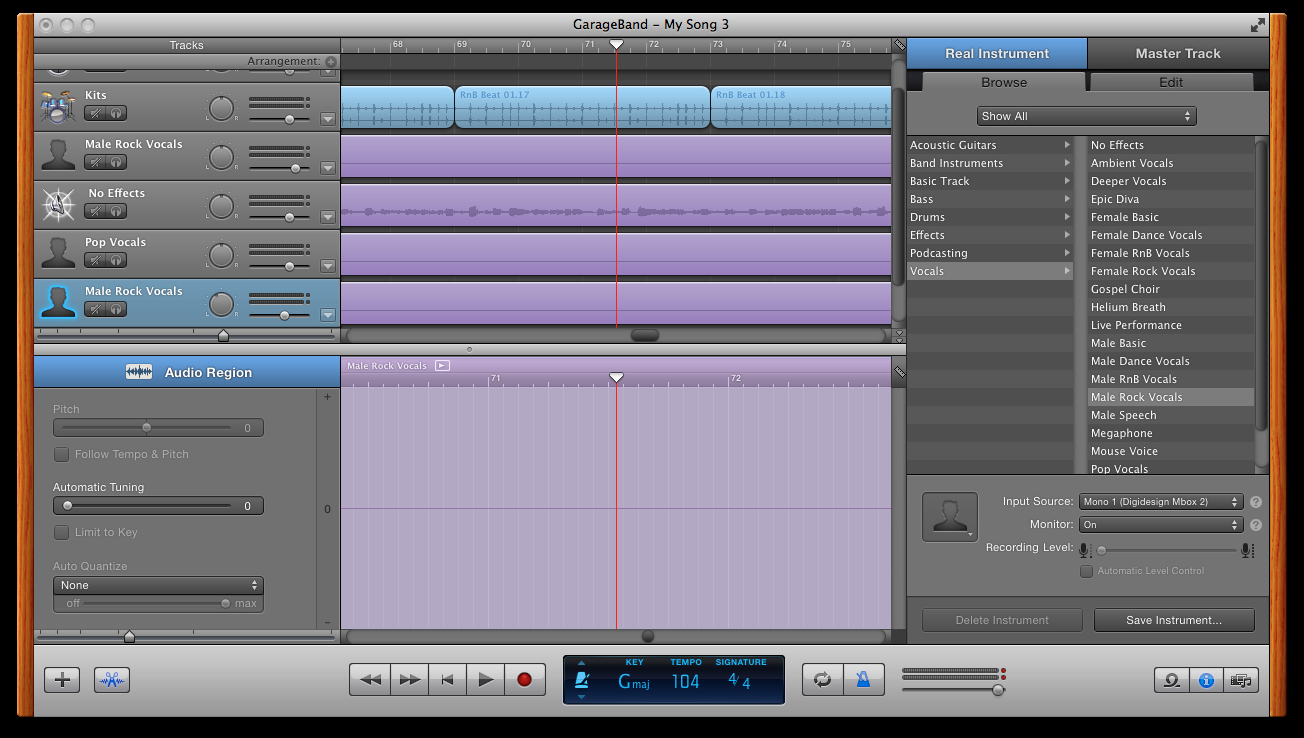 GarageBand – My Song 3
Tracks
68 69 70 71 72 73 74 75
Arrangement:
Kits
RnB Beat 01.17
RnB Beat 01.18
Male Rock Vocals
No Effects
Pop Vocals
Male Rock Vocals
L R
Real Instrument
Master Track
Browse
Edit
Show All
Acoustic Guitars
Band Instruments
Basic Track
Bass
Drums
Effects
Podcasting
Vocals
No Effects
Ambient Vocals
Deeper Vocals
Epic Diva
Female Basic
Female Dance Vocals
Female RnB Vocals
Female Rock Vocals
Gospel Choir
Helium Breath
Live Performance
Male Basic
Male Dance Vocals
Male RnB Vocals
Male Rock Vocals
Male Speech
Megaphone
Mouse Voice
Pop Vocals
Audio Region
Male Rock Vocals
71 72
Pitch
0
Follow Tempo & Pitch
Automatic Tuning
0
Limit to Key
Auto Quantize
None
off max
+
0
-
Input Source: Mono 1 (Digidesign Mbox 2) ?
Monitor: On ?
Recording Level:
Automatic Level Control
Delete Instrument
Save Instrument...
KEY TEMPO SIGNATURE
Gmaj 104 4/4